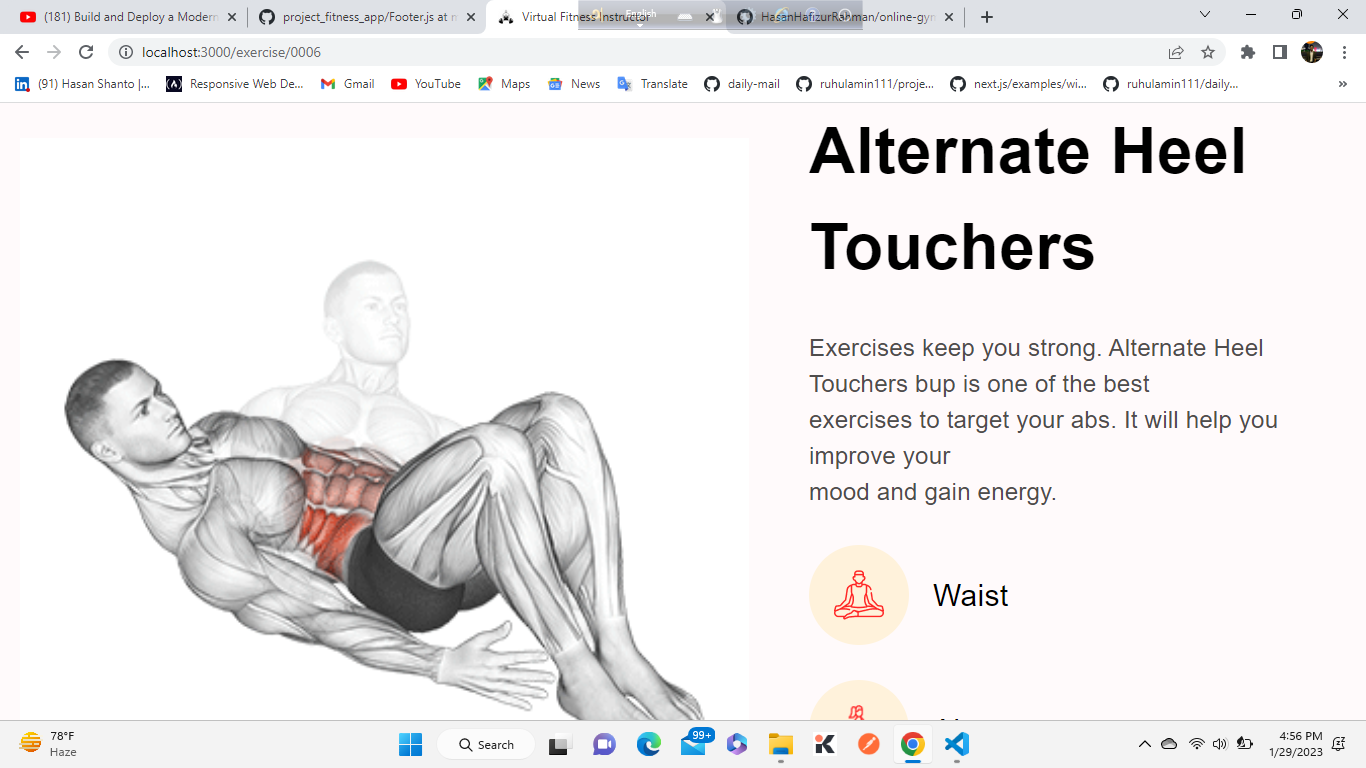 (181) Build and Deploy a Modern
project_fitness_app/Footer.js at m
Virtual Fitness Instructor
English
HasanHafizurRahman/online-gyn
localhost:3000/exercise/0006
(91) Hasan Shanto |...
Responsive Web De...
Gmail
YouTube
Maps
News
Translate
daily-mail
ruhulamin111/proje...
next.js/examples/wi...
ruhulamin111/daily...
»
Alternate Heel
Touchers
Exercises keep you strong. Alternate Heel
Touchers bup is one of the best
exercises to target your abs. It will help you
improve your
mood and gain energy.
Waist
78°F
Haze
Search
99+
4:56 PM
1/29/2023